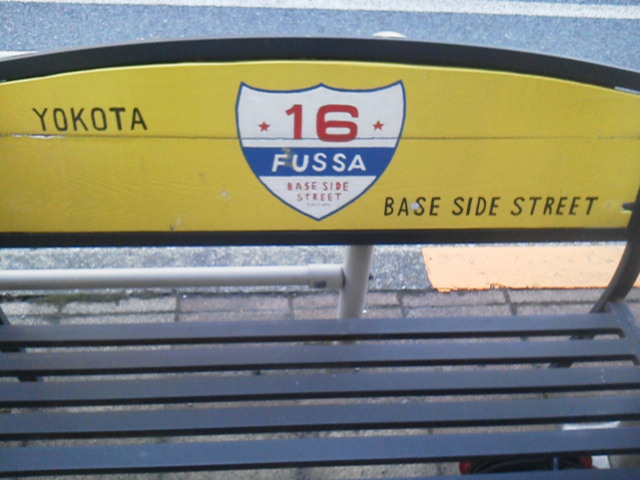 YOKOTA
16
FUSSA
BASE SIDE
STREET
BASE SIDE STREET